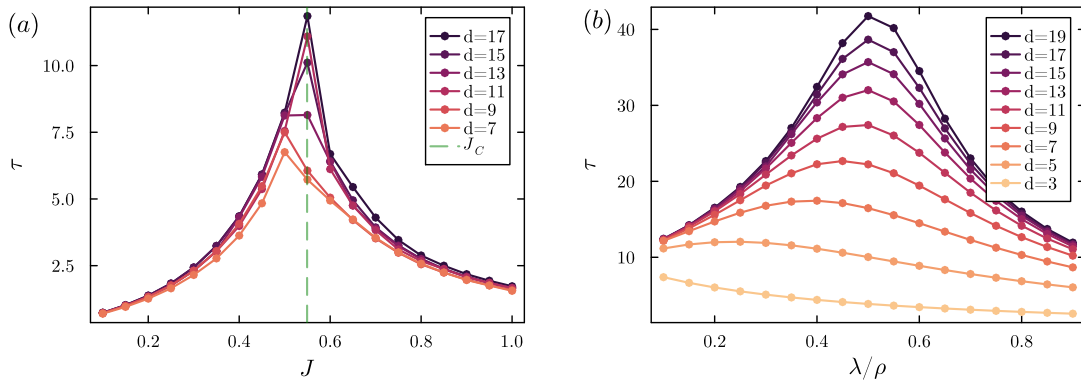 (a)
τ
10.0
7.5
5.0
2.5
0.2
0.4
0.6
0.8
1.0
J
d=17
d=15
d=13
d=11
d=9
d=7
J_C
(b)
τ
40
30
20
10
0.2
0.4
0.6
0.8
λ/ρ
d=19
d=17
d=15
d=13
d=11
d=9
d=7
d=5
d=3